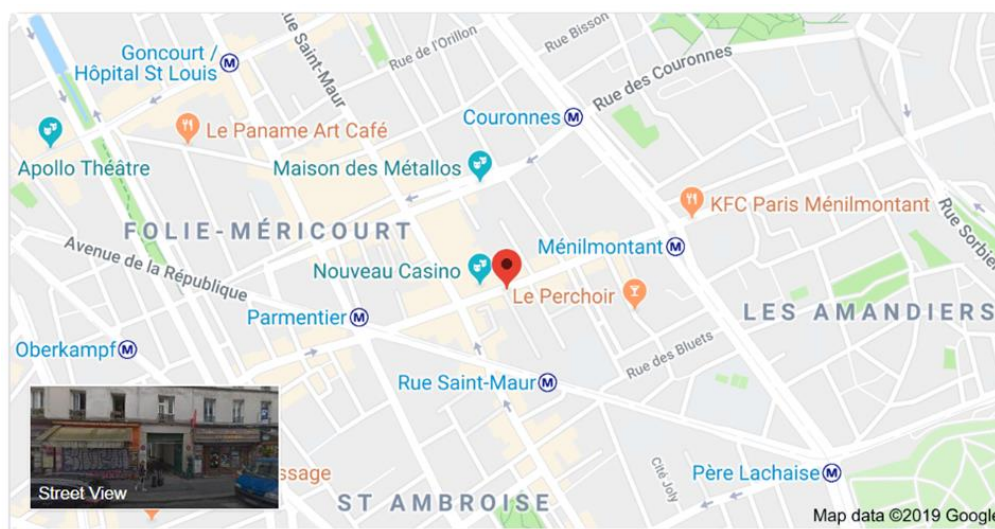 Goncourt /
Hôpital St Louis
Rue Saint-Maur
Rue de l'Orillon
Rue Bisson
Rue des Couronnes
Couronnes
Le Paname Art Café
Apollo Théâtre
Maison des Métallos
KFC Paris Ménilmontant
Rue Sorbier
FOLIE-MÉRICOURT
Avenue de la République
Ménilmontant
Nouveau Casino
Le Perchoir
LES AMANDIERS
Parmentier
Oberkampf
Rue des Bluets
Rue Saint-Maur
Cité Joly
Père Lachaise
ST AMBROISE
Street View
Map data ©2019 Google